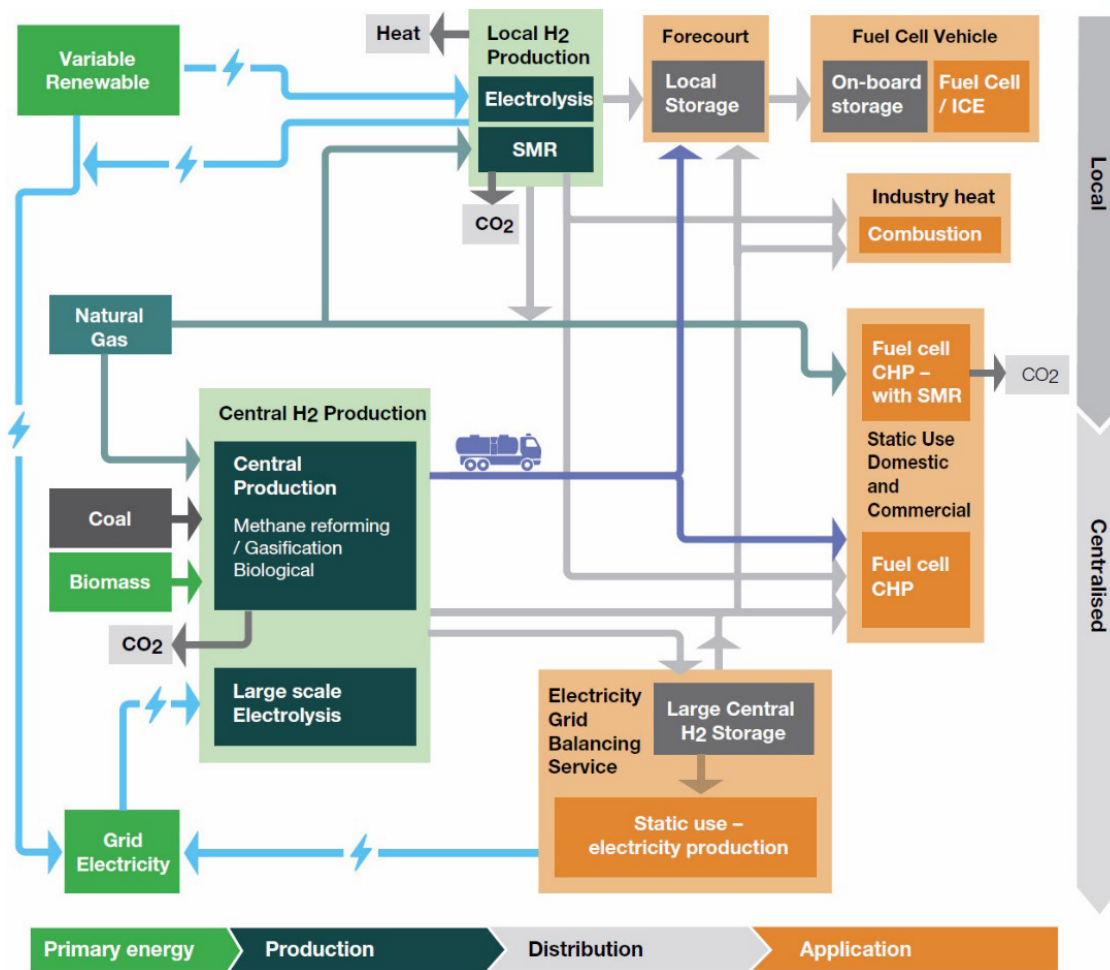 Variable
Renewable
Heat
Local H2
Production
Electrolysis
SMR
CO2
Forecourt
Local
Storage
Fuel Cell Vehicle
On-board
storage
Fuel Cell
/ ICE
Industry heat
Combustion
Local
Natural
Gas
Fuel cell
CHP –
with SMR
CO2
Static Use
Domestic
and
Commercial
Fuel cell
CHP
Centralised
Central H2 Production
Central
Production
Methane reforming
/ Gasification
Biological
Coal
Biomass
CO2
Large scale
Electrolysis
Electricity
Grid
Balancing
Service
Large Central
H2 Storage
Static use –
electricity production
Grid
Electricity
Primary energy
Production
Distribution
Application